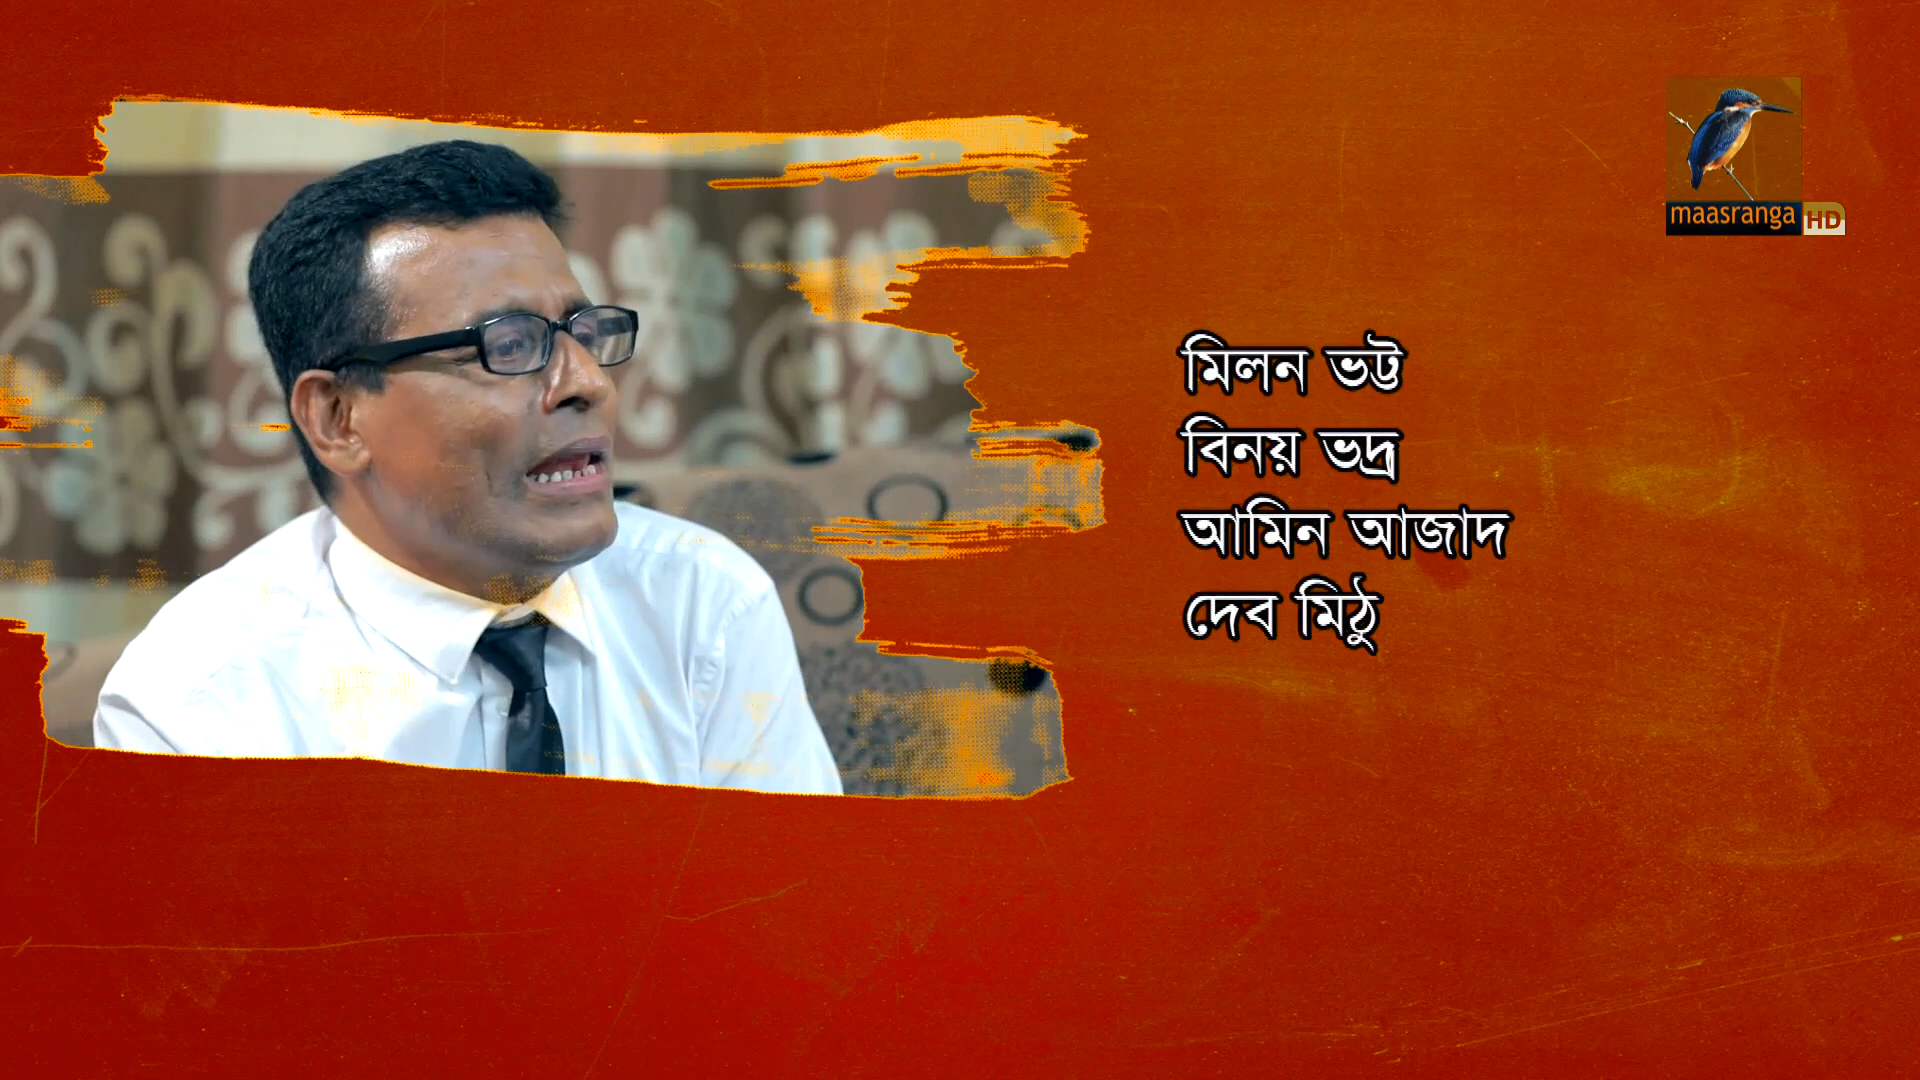 maasranga HD
মিলন ভট্ট
বিনয় ভদ্র
আমিন আজাদ
দেব মিঠু